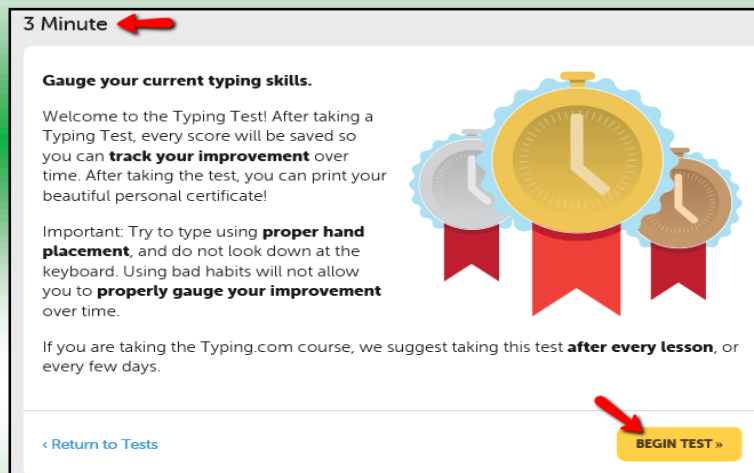 3 Minute
Gauge your current typing skills.
Welcome to the Typing Test! After taking a
Typing Test, every score will be saved so
you can track your improvement over
time. After taking the test, you can print your
beautiful personal certificate!
Important: Try to type using proper hand
placement, and do not look down at the
keyboard. Using bad habits will not allow
you to properly gauge your improvement
over time.
If you are taking the Typing.com course, we suggest taking this test after every lesson, or
every few days.
‹ Return to Tests
BEGIN TEST »